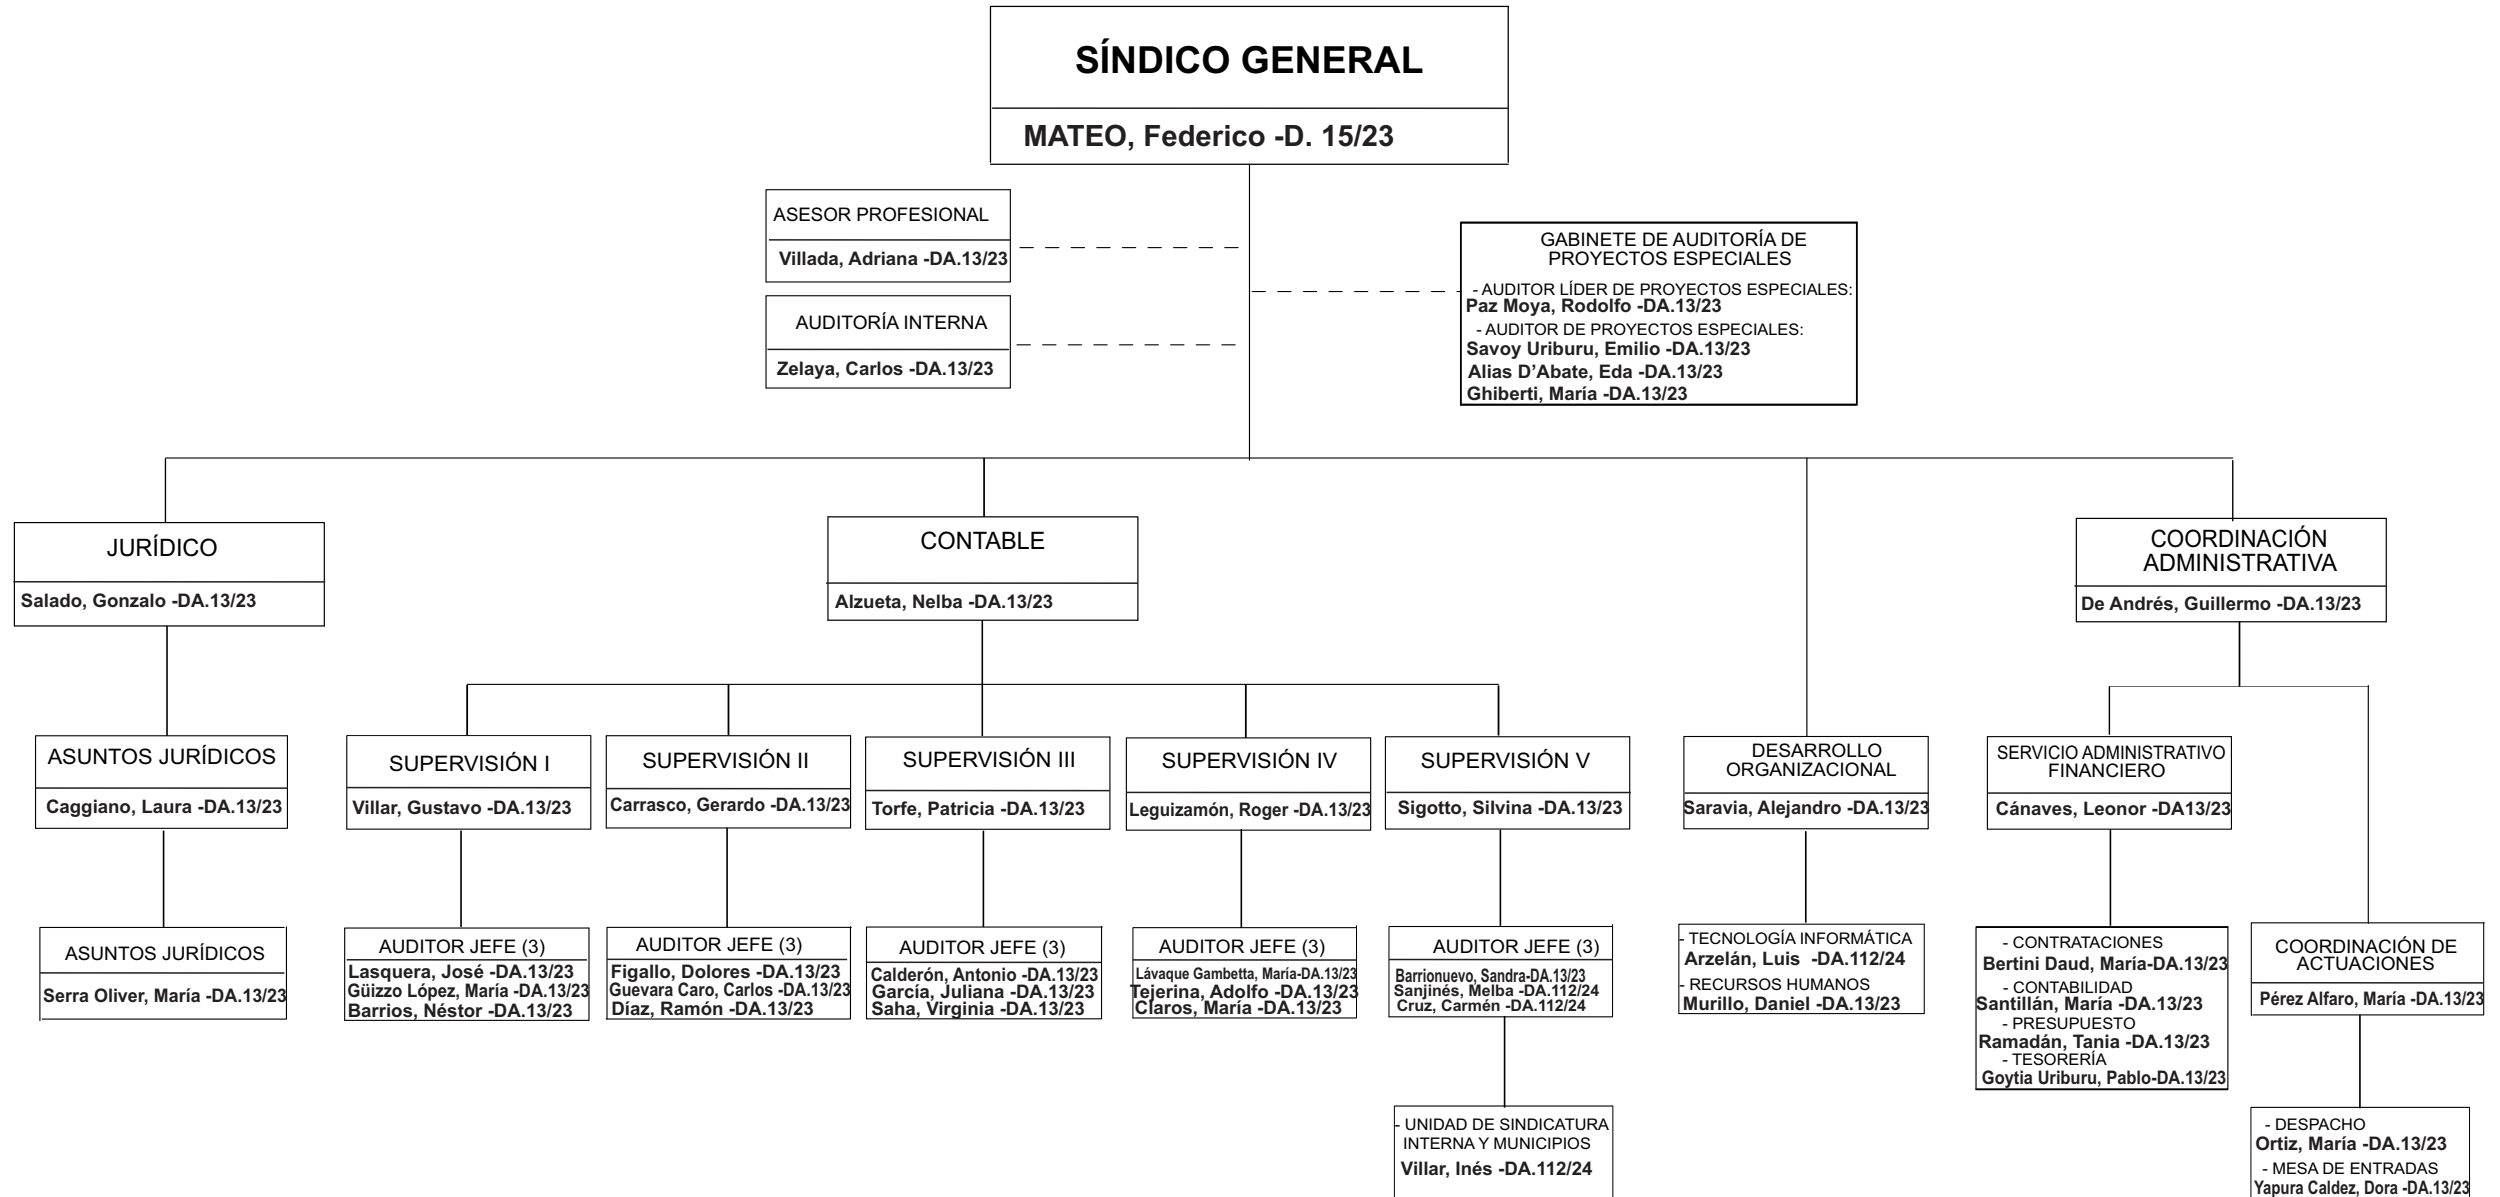 SÍNDICO GENERAL
MATEO, Federico -D. 15/23
ASESOR PROFESIONAL
Villada, Adriana -DA.13/23
AUDITORÍA INTERNA
Zelaya, Carlos -DA.13/23
GABINETE DE AUDITORÍA DE
PROYECTOS ESPECIALES
- AUDITOR LÍDER DE PROYECTOS ESPECIALES:
Paz Moya, Rodolfo -DA.13/23
- AUDITOR DE PROYECTOS ESPECIALES:
Savoy Uriburu, Emilio -DA.13/23
Alias D’Abate, Eda -DA.13/23
Ghiberti, María -DA.13/23
JURÍDICO
Salado, Gonzalo -DA.13/23
CONTABLE
Alzueta, Nelba -DA.13/23
COORDINACIÓN
ADMINISTRATIVA
De Andrés, Guillermo -DA.13/23
ASUNTOS JURÍDICOS
Caggiano, Laura -DA.13/23
SUPERVISIÓN I
Villar, Gustavo -DA.13/23
SUPERVISIÓN II
Carrasco, Gerardo -DA.13/23
SUPERVISIÓN III
Torfe, Patricia -DA.13/23
SUPERVISIÓN IV
Leguizamón, Roger -DA.13/23
SUPERVISIÓN V
Sigotto, Silvina -DA.13/23
DESARROLLO
ORGANIZACIONAL
Saravia, Alejandro -DA.13/23
SERVICIO ADMINISTRATIVO
FINANCIERO
Cánaves, Leonor -DA13/23
ASUNTOS JURÍDICOS
Serra Oliver, María -DA.13/23
AUDITOR JEFE (3)
Lasquera, José -DA.13/23
Güizzo López, María -DA.13/23
Barrios, Néstor -DA.13/23
AUDITOR JEFE (3)
Figallo, Dolores -DA.13/23
Guevara Caro, Carlos -DA.13/23
Díaz, Ramón -DA.13/23
AUDITOR JEFE (3)
Calderón, Antonio -DA.13/23
García, Juliana -DA.13/23
Saha, Virginia -DA.13/23
AUDITOR JEFE (3)
Lávaque Gambetta, María-DA.13/23
Tejerina, Adolfo -DA.13/23
Claros, María -DA.13/23
AUDITOR JEFE (3)
Barrionuevo, Sandra-DA.13/23
Sanjinés, Melba -DA.112/24
Cruz, Carmén -DA.112/24
- TECNOLOGÍA INFORMÁTICA
Arzelán, Luis -DA.112/24
- RECURSOS HUMANOS
Murillo, Daniel -DA.13/23
- CONTRATACIONES
Bertini Daud, María-DA.13/23
- CONTABILIDAD
Santillán, María -DA.13/23
- PRESUPUESTO
Ramadán, Tania -DA.13/23
- TESORERÍA
Goytia Uriburu, Pablo-DA.13/23
COORDINACIÓN DE
ACTUACIONES
Pérez Alfaro, María -DA.13/23
- UNIDAD DE SINDICATURA
INTERNA Y MUNICIPIOS
Villar, Inés -DA.112/24
- DESPACHO
Ortiz, María -DA.13/23
- MESA DE ENTRADAS
Yapura Caldez, Dora -DA.13/23